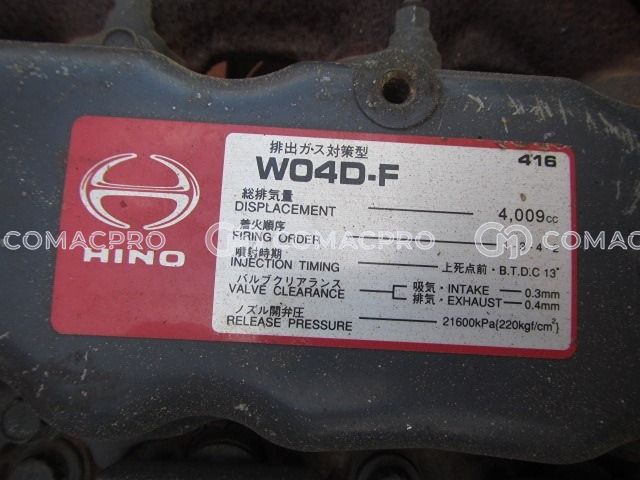 排出ガス対策型
416
W04D-F
HINO
総排気量
DISPLACEMENT 4,009cc
着火順序
FIRING ORDER
噴射時期
INJECTION TIMING 上死点前・B.T.D.C 13°
バルブクリアランス
VALVE CLEARANCE
吸気・INTAKE 0.3mm
排気・EXHAUST 0.4mm
ノズル開弁圧
RELEASE PRESSURE 21600kPa{220kgf/cm²}
COMACPRO COMACPRO COMACPRO